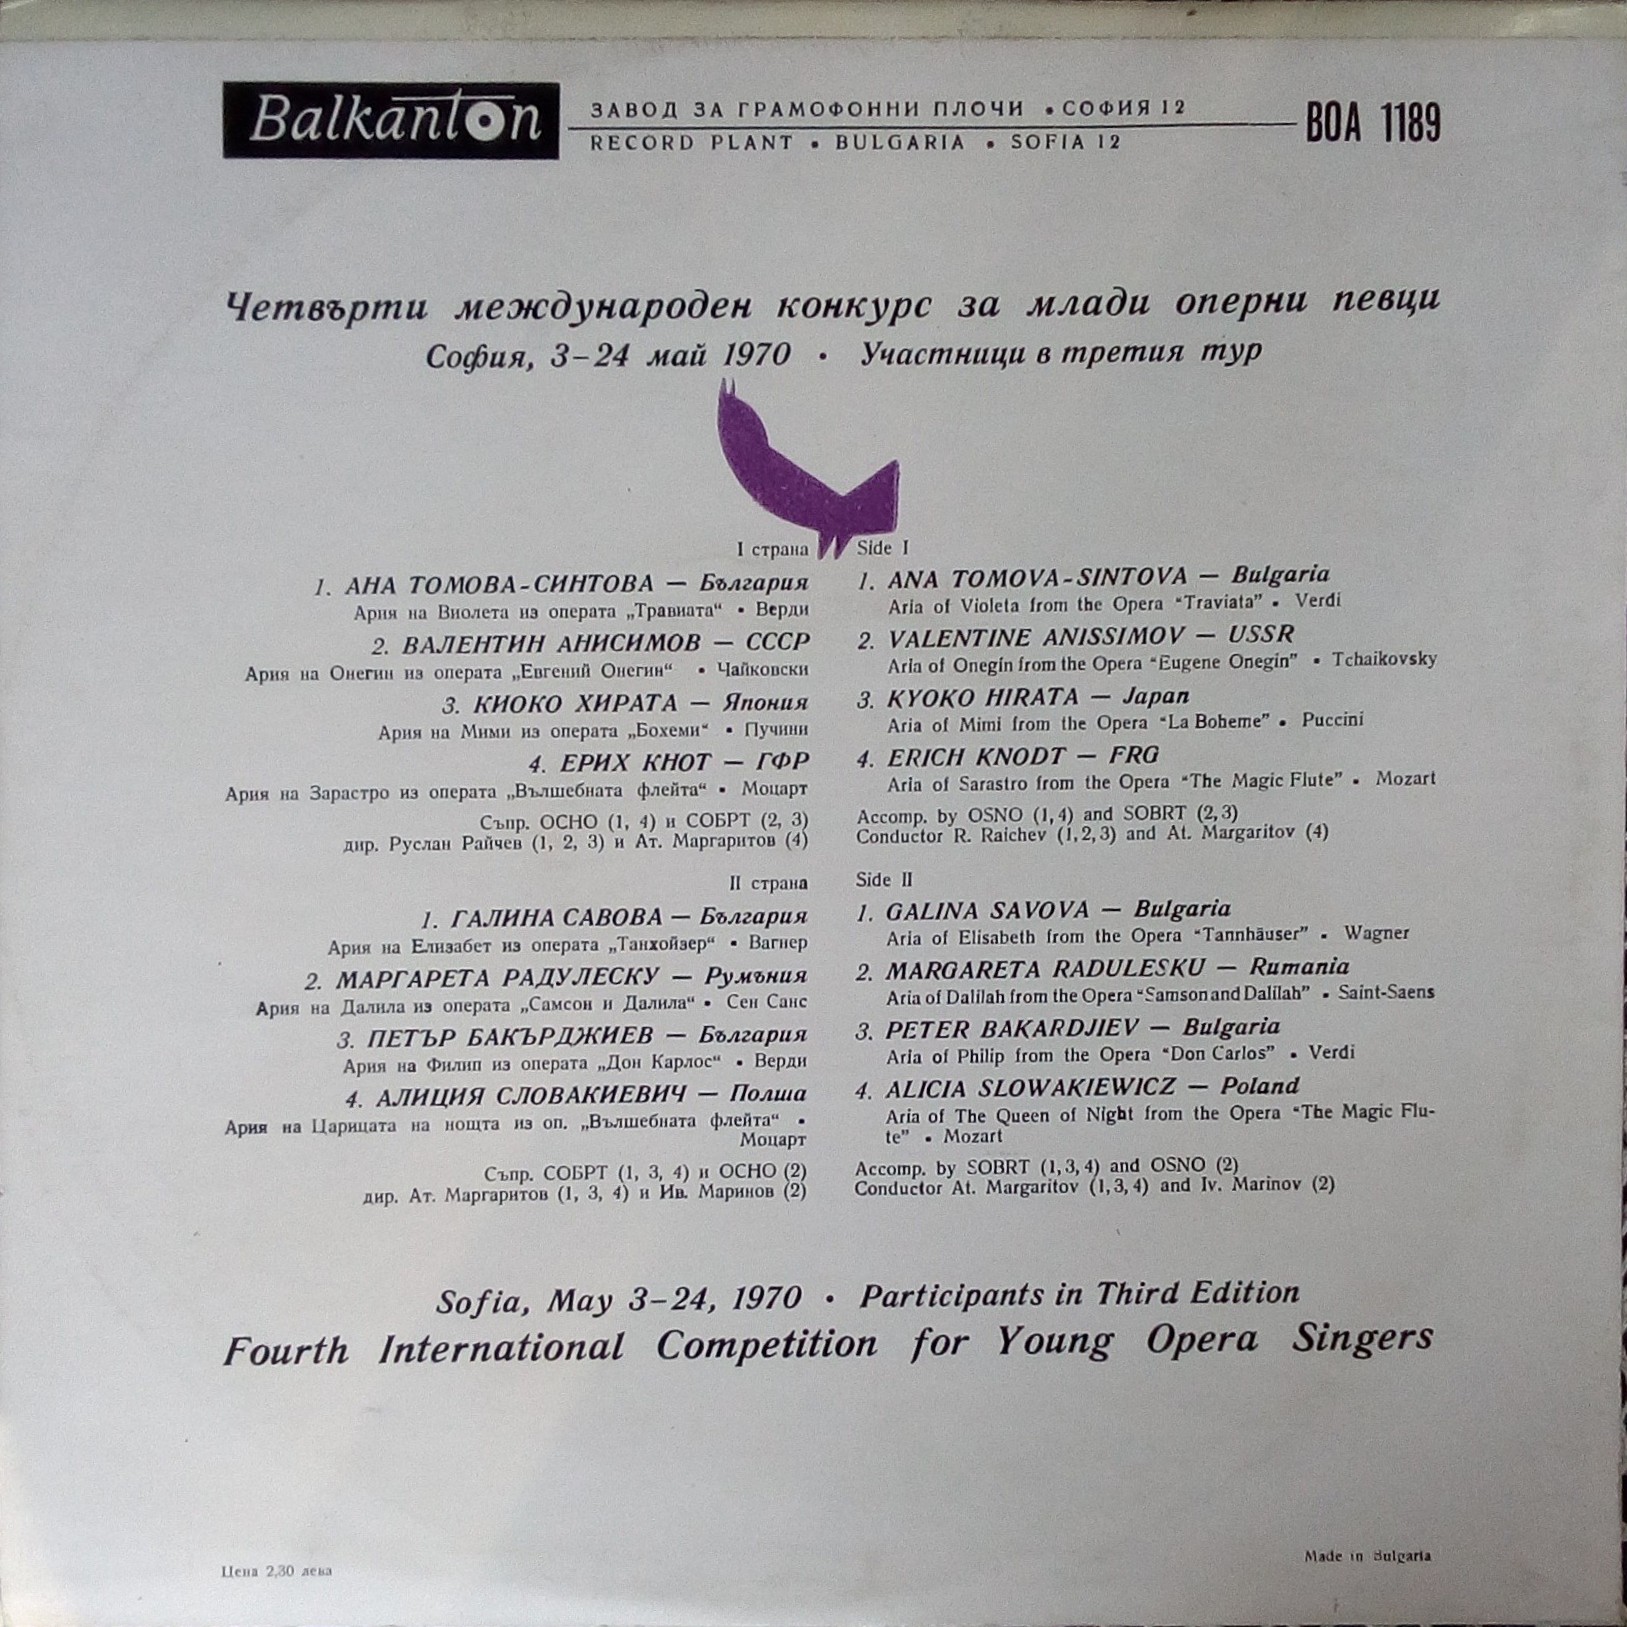 Balkanton
ЗАВОД ЗА ГРАМОФОННИ ПЛОЧИ • СОФИЯ 12
RECORD PLANT • BULGARIA • SOFIA 12
ВОА 1189
Четвърти международен конкурс за млади оперни певци
София, 3–24 май 1970 • Участници в третия тур
I страна
1. АНА ТОМОВА-СИНТОВА — България
Ария на Виолета из операта „Травиата“ • Верди
2. ВАЛЕНТИН АНИСИМОВ — СССР
Ария на Онегин из операта „Евгений Онегин“ • Чайковски
3. КИОКО ХИРАТА — Япония
Ария на Мими из операта „Бохеми“ • Пучини
4. ЕРИХ КНОТ — ГФР
Ария на Зарастро из операта „Вълшебната флейта“ • Моцарт
Съпр. ОСНО (1, 4) и СОБРТ (2, 3)
дир. Руслан Райчев (1, 2, 3) и Ат. Маргаритов (4)
II страна
1. ГАЛИНА САВОВА — България
Ария на Елизабет из операта „Танхойзер“ • Вагнер
2. МАРГАРЕТА РАДУЛЕСКУ — Румъния
Ария на Далила из операта „Самсон и Далила“ • Сен Санс
3. ПЕТЪР БАКЪРДЖИЕВ — България
Ария на Филип из операта „Дон Карлос“ • Верди
4. АЛИЦИЯ СЛОВАКИЕВИЧ — Полша
Ария на Царицата на нощта из оп. „Вълшебната флейта“ •
Моцарт
Съпр. СОБРТ (1, 3, 4) и ОСНО (2)
дир. Ат. Маргаритов (1, 3, 4) и Ив. Маринов (2)
Side I
1. ANA TOMOVA-SINTOVA — Bulgaria
Aria of Violeta from the Opera “Traviata” • Verdi
2. VALENTINE ANISSIMOV — USSR
Aria of Onegin from the Opera “Eugene Onegin” • Tchaikovsky
3. KYOKO HIRATA — Japan
Aria of Mimi from the Opera “La Boheme” • Puccini
4. ERICH KNODT — FRG
Aria of Sarastro from the Opera “The Magic Flute” • Mozart
Accomp. by OSNO (1, 4) and SOBRT (2, 3)
Conductor R. Raichev (1, 2, 3) and At. Margaritov (4)
Side II
1. GALINA SAVOVA — Bulgaria
Aria of Elisabeth from the Opera “Tannhäuser” • Wagner
2. MARGARETA RADULESKU — Rumania
Aria of Dalilah from the Opera “Samson and Dalilah” • Saint-Saens
3. PETER BAKARDJIEV — Bulgaria
Aria of Philip from the Opera “Don Carlos” • Verdi
4. ALICIA SLOWAKIEWICZ — Poland
Aria of The Queen of Night from the Opera “The Magic Flu-
te” • Mozart
Accomp. by SOBRT (1, 3, 4) and OSNO (2)
Conductor At. Margaritov (1, 3, 4) and Iv. Marinov (2)
Sofia, May 3–24, 1970 • Participants in Third Edition
Fourth International Competition for Young Opera Singers
Цена 2,30 лева
Made in Bulgaria